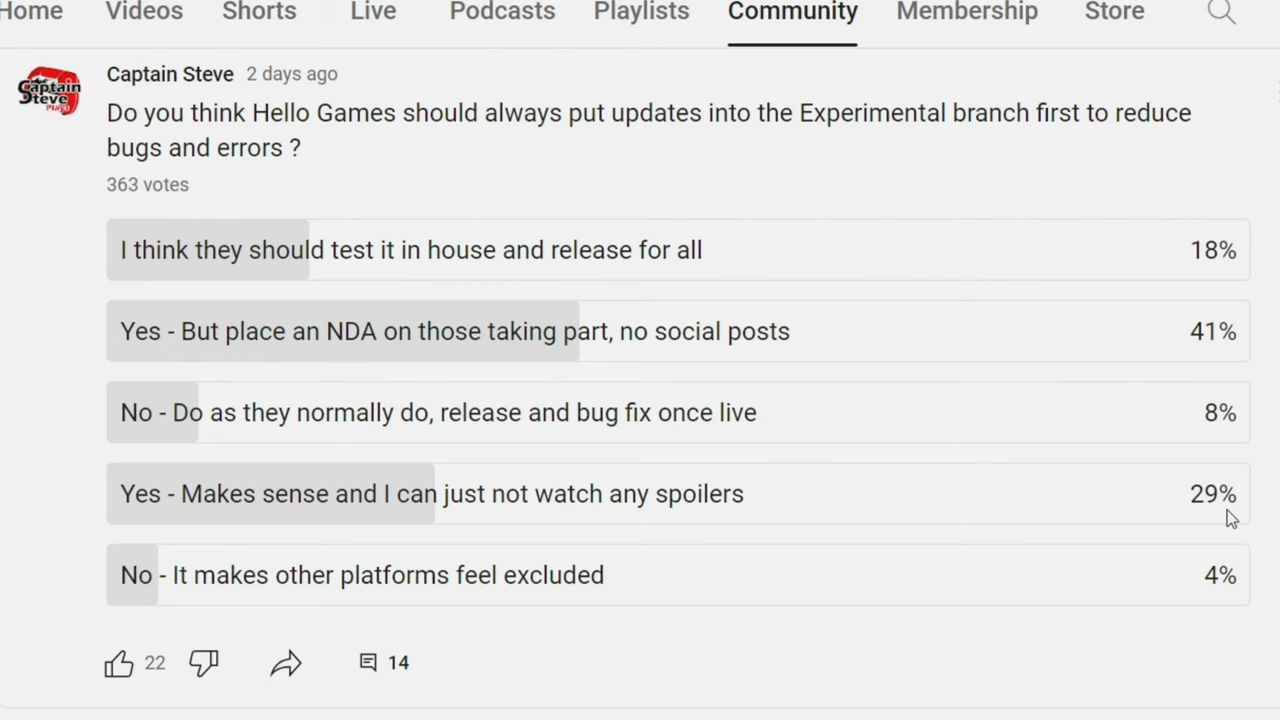 Home Videos Shorts Live Podcasts Playlists Community Membership Store
Captain Steve Plays
Captain Steve 2 days ago
Do you think Hello Games should always put updates into the Experimental branch first to reduce
bugs and errors ?
363 votes
I think they should test it in house and release for all 18%
Yes - But place an NDA on those taking part, no social posts 41%
No - Do as they normally do, release and bug fix once live 8%
Yes - Makes sense and I can just not watch any spoilers 29%
No - It makes other platforms feel excluded 4%
22 14